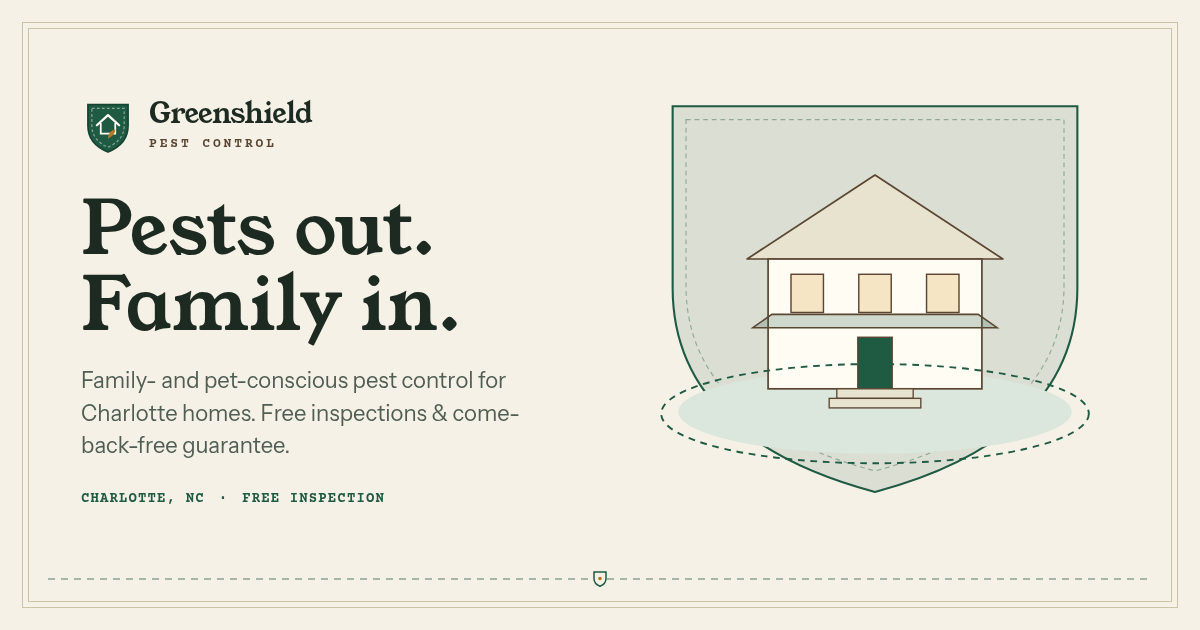 Greenshield
PEST CONTROL
Pests out.
Family in.
Family- and pet-conscious pest control for
Charlotte homes. Free inspections & come-
back-free guarantee.
CHARLOTTE, NC · FREE INSPECTION